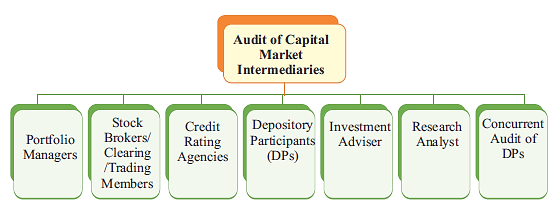 Audit of Capital
Market
Intermediaries
Portfolio
Managers
Stock
Brokers/
Clearing
/Trading
Members
Credit
Rating
Agencies
Depository
Participants
(DPs)
Investment
Adviser
Research
Analyst
Concurrent
Audit of
DPs